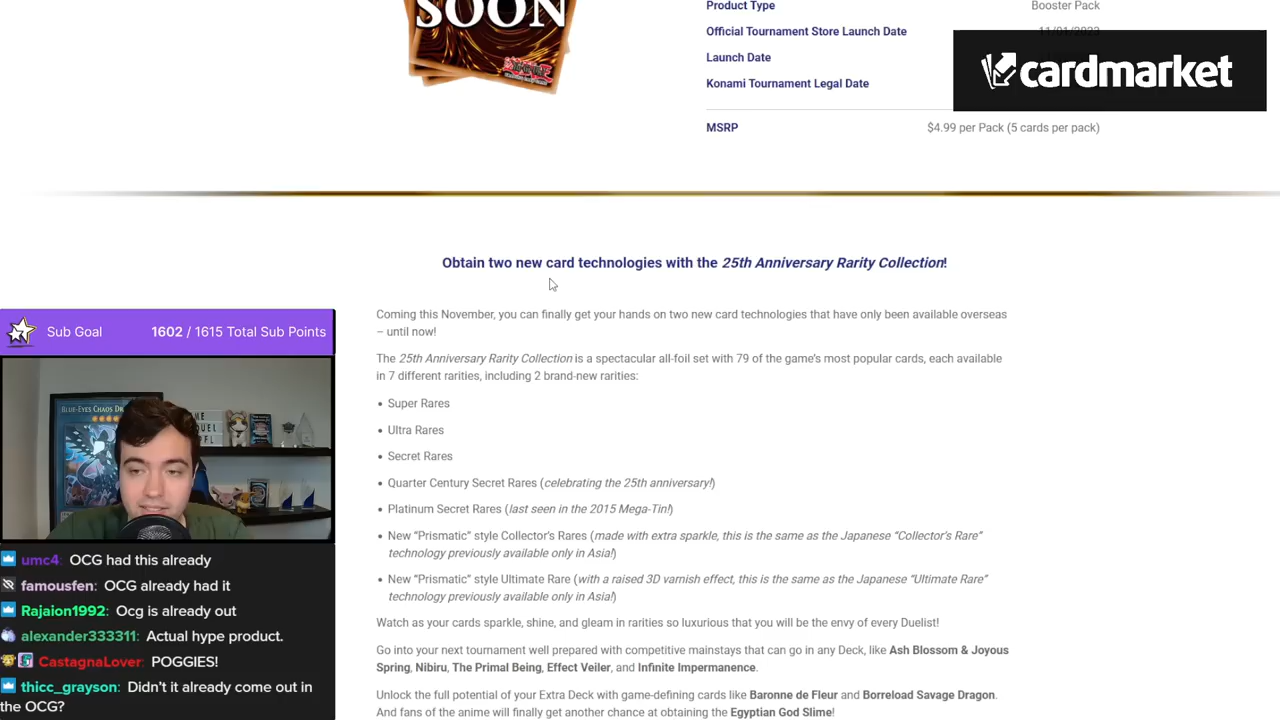 SOON
Product Type Booster Pack
Official Tournament Store Launch Date 11/01/2023
Launch Date
Konami Tournament Legal Date
cardmarket
MSRP $4.99 per Pack (5 cards per pack)
Obtain two new card technologies with the 25th Anniversary Rarity Collection!
Coming this November, you can finally get your hands on two new card technologies that have only been available overseas
– until now!
The 25th Anniversary Rarity Collection is a spectacular all-foil set with 79 of the game's most popular cards, each available
in 7 different rarities, including 2 brand-new rarities:
• Super Rares
• Ultra Rares
• Secret Rares
• Quarter Century Secret Rares (celebrating the 25th anniversary!)
• Platinum Secret Rares (last seen in the 2015 Mega-Tin!)
• New “Prismatic” style Collector's Rares (made with extra sparkle, this is the same as the Japanese “Collector's Rare”
technology previously available only in Asia!)
• New “Prismatic” style Ultimate Rare (with a raised 3D varnish effect, this is the same as the Japanese “Ultimate Rare”
technology previously available only in Asia!)
Watch as your cards sparkle, shine, and gleam in rarities so luxurious that you will be the envy of every Duelist!
Go into your next tournament well prepared with competitive mainstays that can go in any Deck, like Ash Blossom & Joyous
Spring, Nibiru, The Primal Being, Effect Veiler, and Infinite Impermanence.
Unlock the full potential of your Extra Deck with game-defining cards like Baronne de Fleur and Borreload Savage Dragon.
And fans of the anime will finally get another chance at obtaining the Egyptian God Slime!
Sub Goal 1602 / 1615 Total Sub Points
umc4: OCG had this already
famousfen: OCG already had it
Rajaion1992: Ocg is already out
alexander333311: Actual hype product.
CastagnaLover: POGGIES!
thicc_grayson: Didn't it already come out in
the OCG?